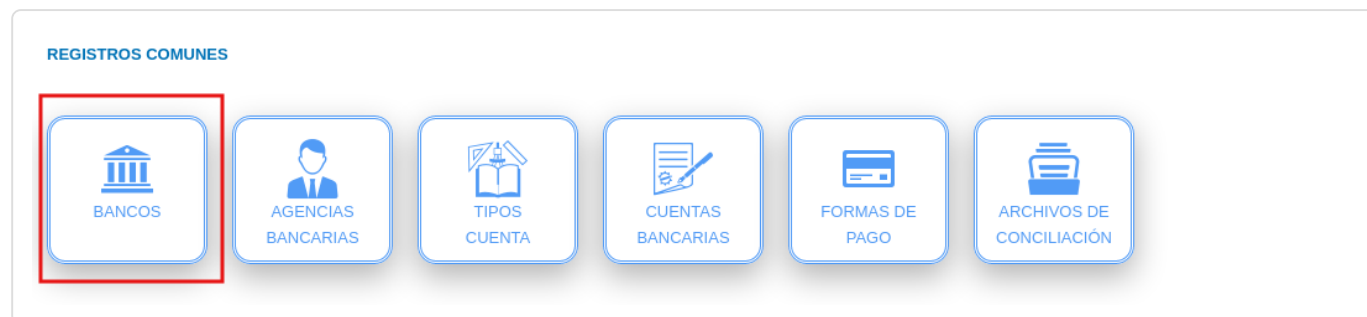 REGISTROS COMUNES
BANCOS
AGENCIAS
BANCARIAS
TIPOS
CUENTA
CUENTAS
BANCARIAS
FORMAS DE
PAGO
ARCHIVOS DE
CONCILIACIÓN